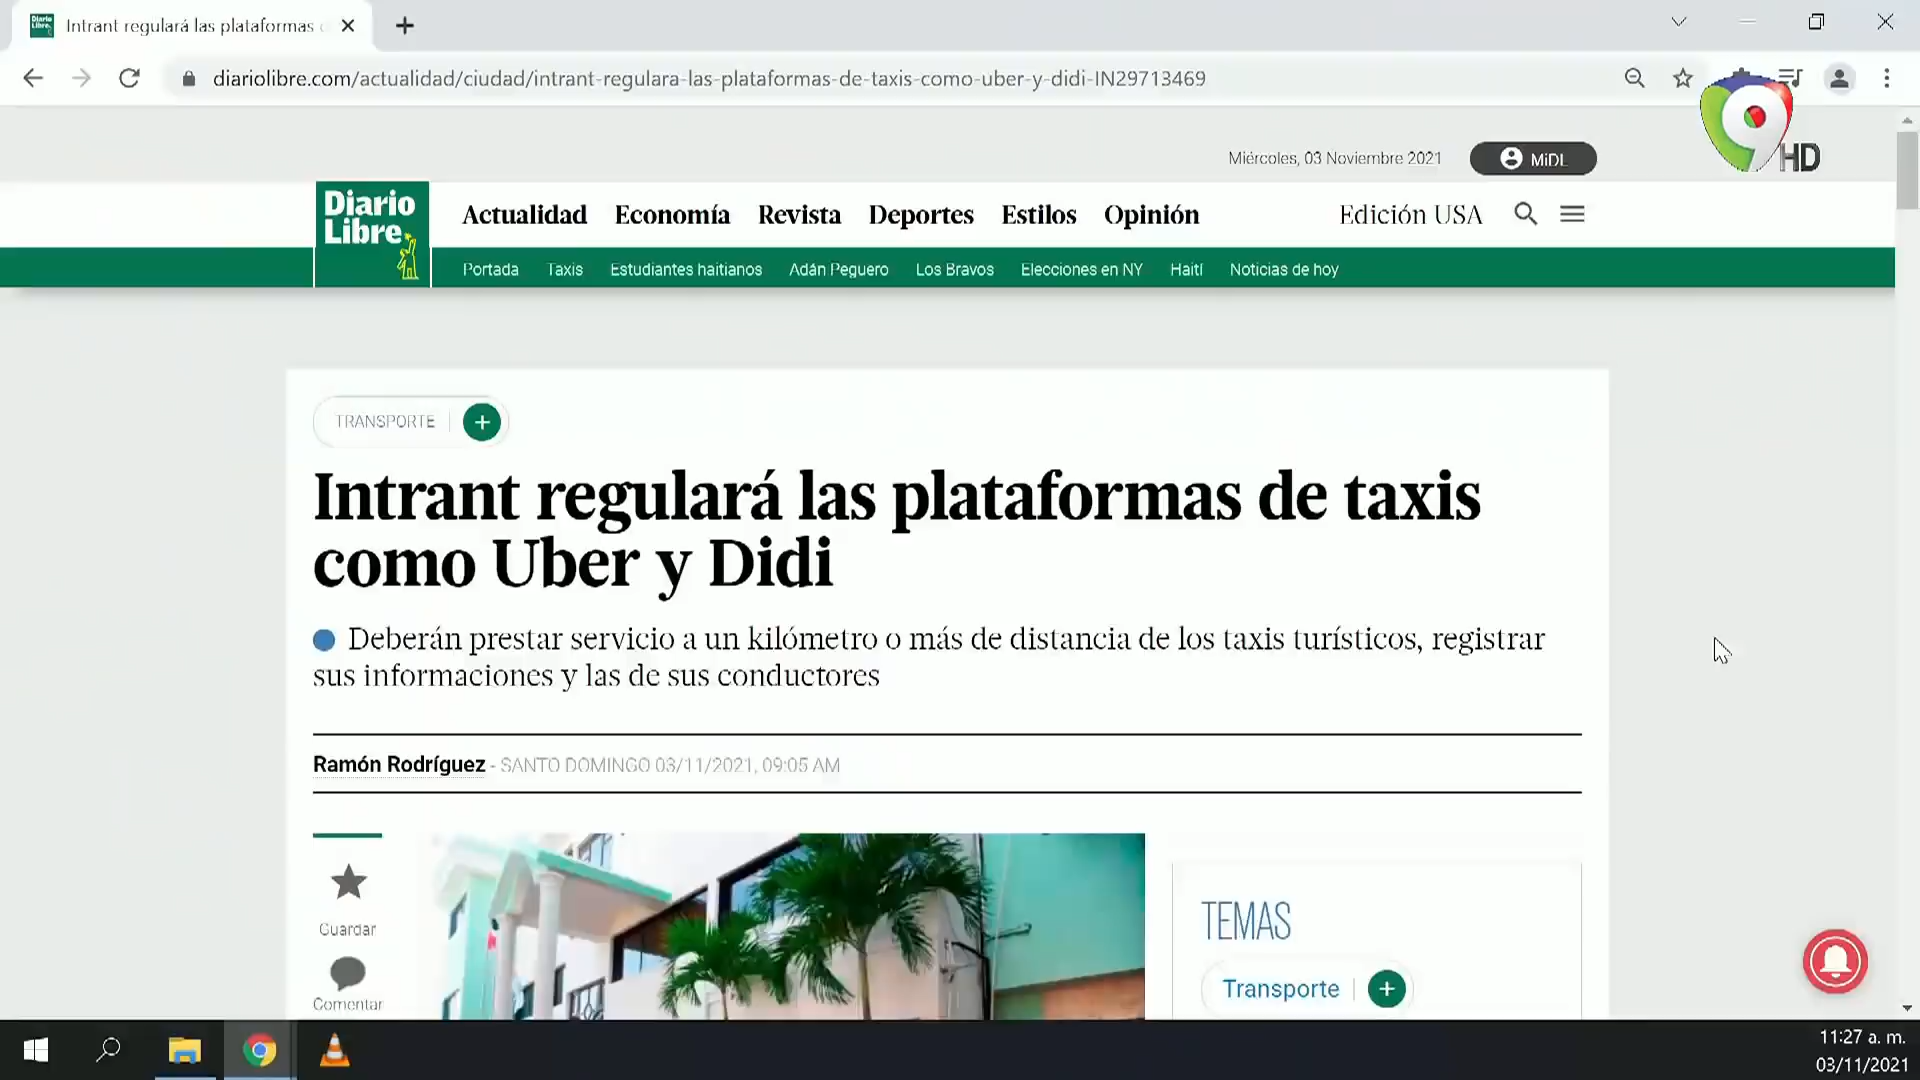 Intrant regulará las plataformas
diariolibre.com/actualidad/ciudad/intrant-regulara-las-plataformas-de-taxis-como-uber-y-didi-IN29713469
HD
Miércoles, 03 Noviembre 2021
MiDL
Diario
Libre
Actualidad Economía Revista Deportes Estilos Opinión Edición USA
Portada Taxis Estudiantes haitianos Adán Peguero Los Bravos Elecciones en NY Haití Noticias de hoy
TRANSPORTE +
Intrant regulará las plataformas de taxis
como Uber y Didi
Deberán prestar servicio a un kilómetro o más de distancia de los taxis turísticos, registrar
sus informaciones y las de sus conductores
Ramón Rodríguez - SANTO DOMINGO 03/11/2021, 09:05 AM
Guardar
Comentar
TEMAS
Transporte +
11:27 a. m.
03/11/2021